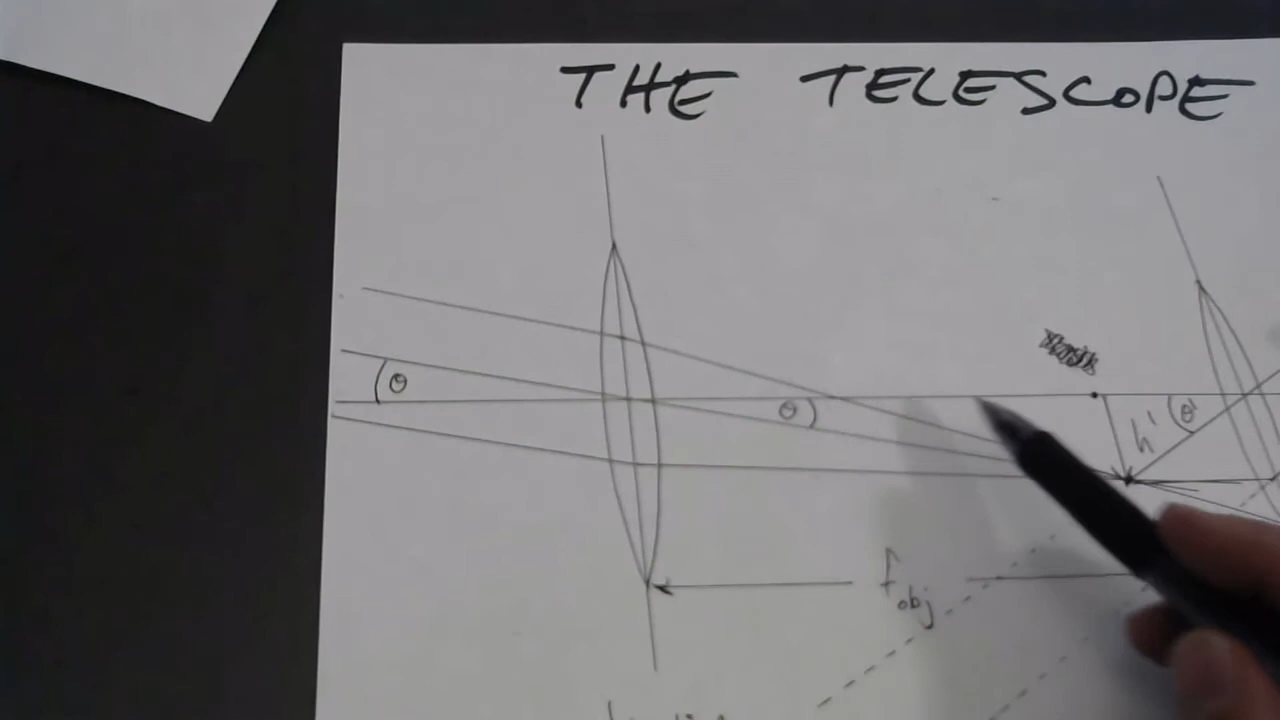 THE TELESCOPE
θ
θ
h' θ'
f obj